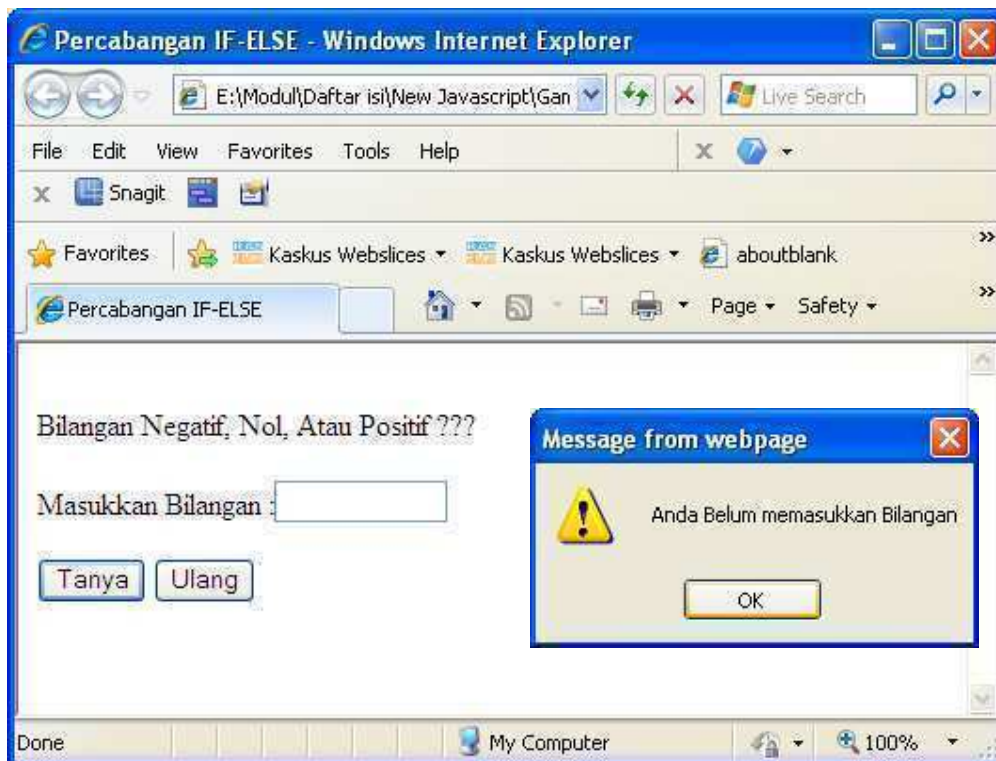 Percabangan IF-ELSE - Windows Internet Explorer
E:\Modul\Daftar isi\New Javascript\Gan
Live Search
File Edit View Favorites Tools Help
Snagit
Favorites Kaskus Webslices Kaskus Webslices aboutblank
Percabangan IF-ELSE Page Safety
Bilangan Negatif, Nol, Atau Positif ???
Masukkan Bilangan :
Tanya Ulang
Message from webpage
Anda Belum memasukkan Bilangan
OK
Done My Computer 100%